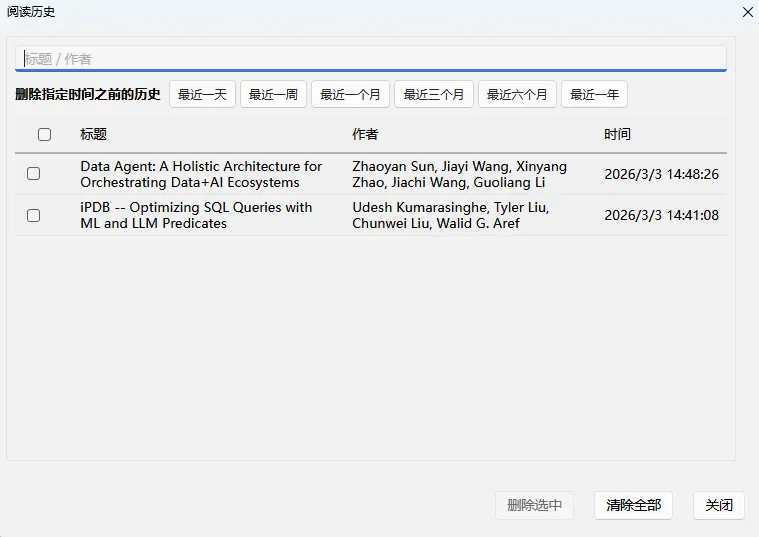 阅读历史
标题 / 作者
删除指定时间之前的历史 最近一天 最近一周 最近一个月 最近三个月 最近六个月 最近一年
标题 作者 时间
Data Agent: A Holistic Architecture for Zhaoyan Sun, Jiayi Wang, Xinyang
Orchestrating Data+AI Ecosystems Zhao, Jiachi Wang, Guoliang Li 2026/3/3 14:48:26
iPDB -- Optimizing SQL Queries with Udesh Kumarasinghe, Tyler Liu,
ML and LLM Predicates Chunwei Liu, Walid G. Aref 2026/3/3 14:41:08
删除选中 清除全部 关闭